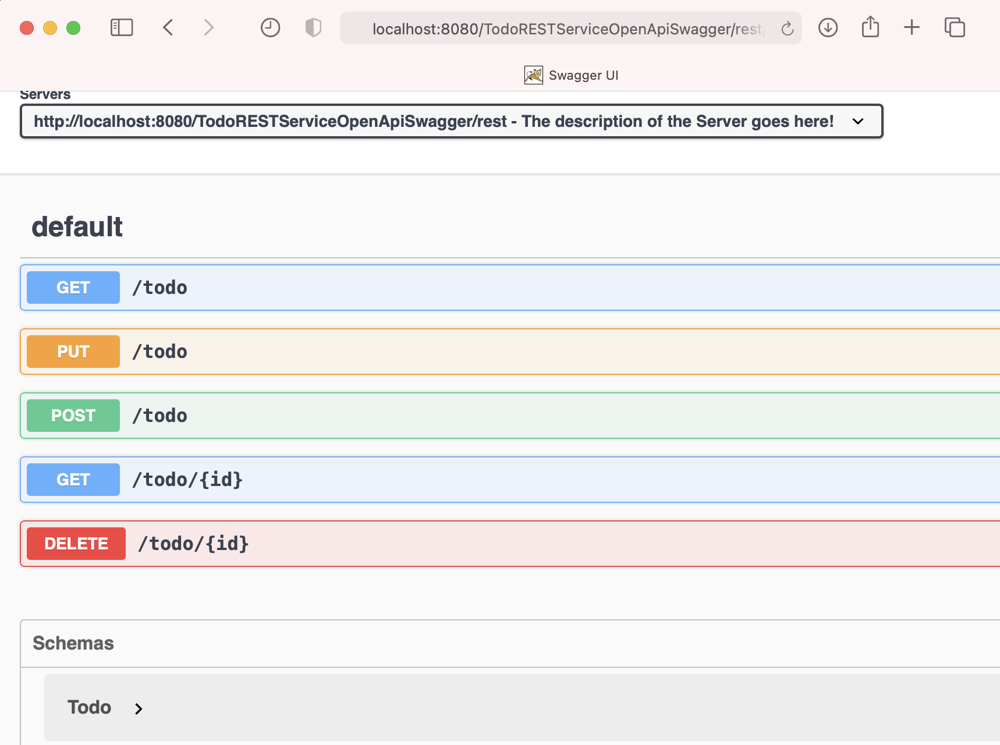 localhost:8080/TodoRESTServiceOpenApiSwagger/rest/
Swagger UI
Servers
http://localhost:8080/TodoRESTServiceOpenApiSwagger/rest - The description of the Server goes here!
default
GET /todo
PUT /todo
POST /todo
GET /todo/{id}
DELETE /todo/{id}
Schemas
Todo